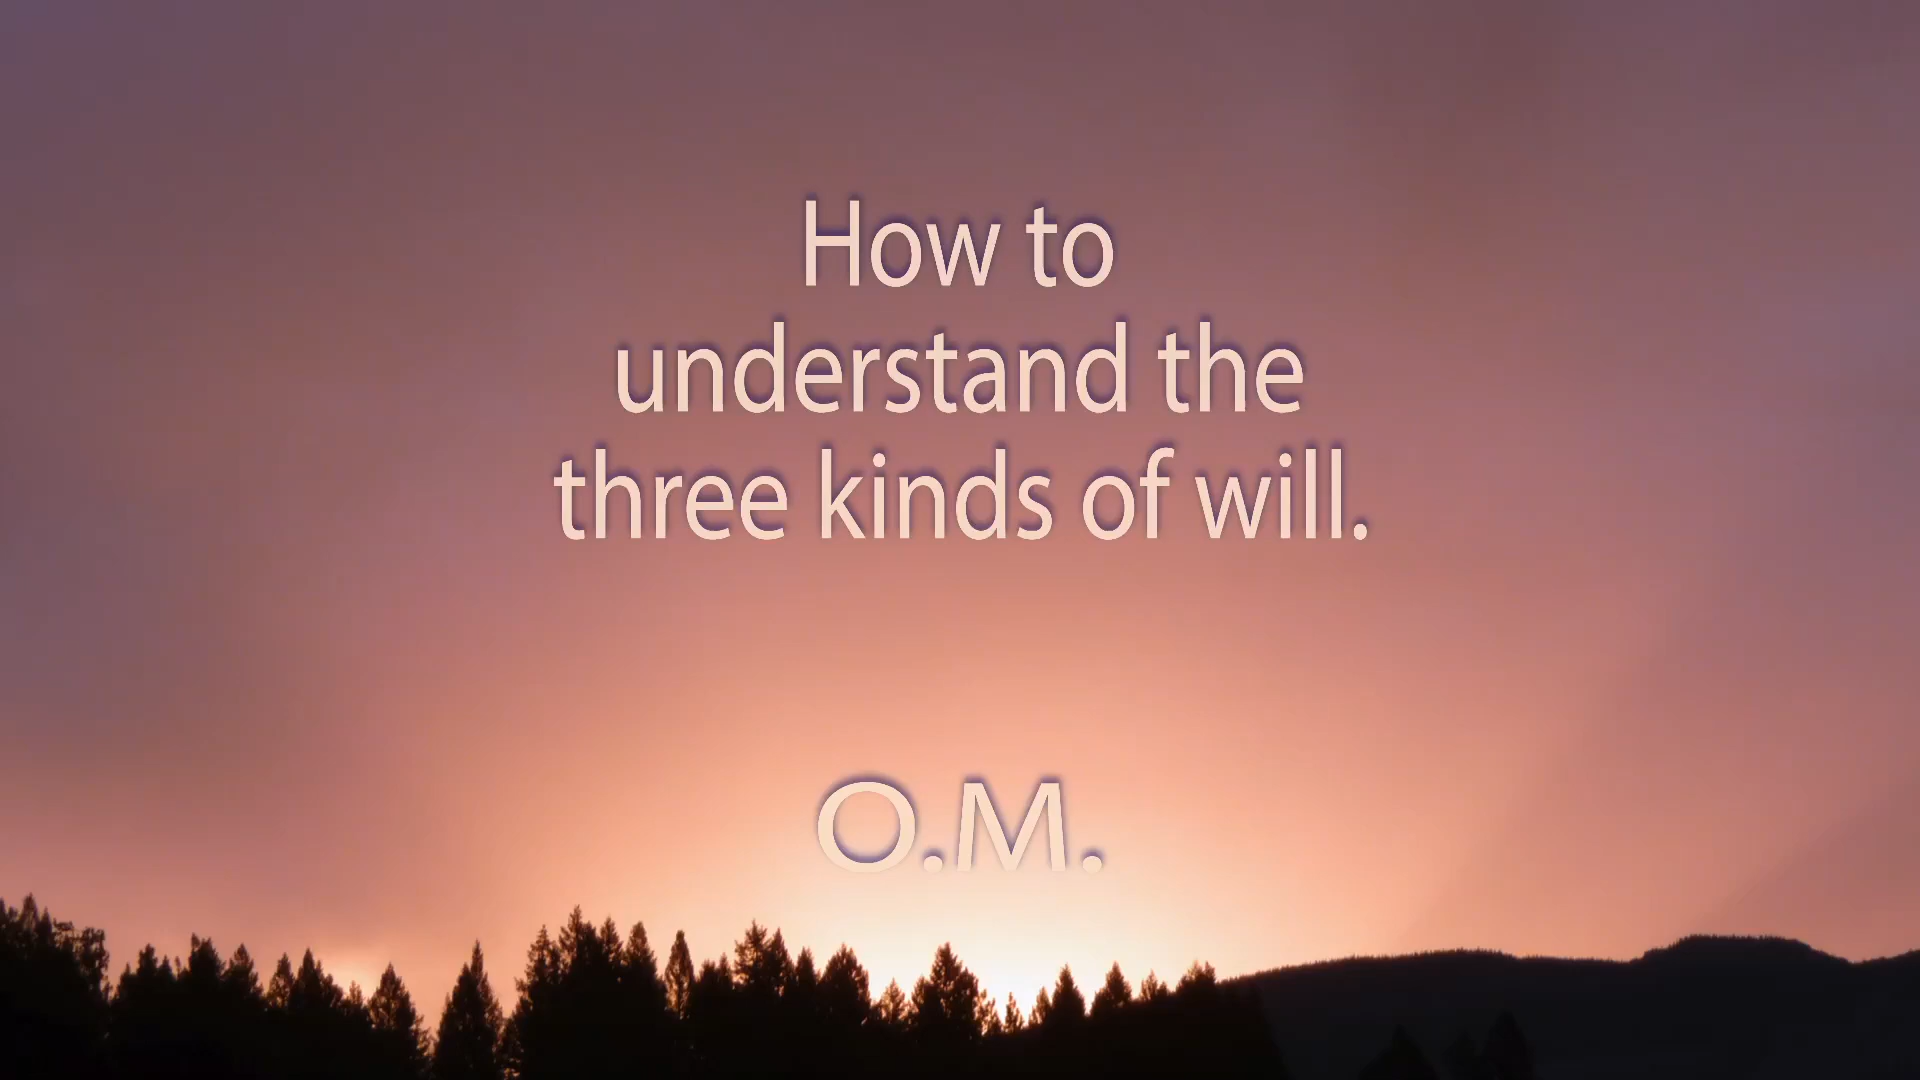 How to
understand the
three kinds of will.
O.M.